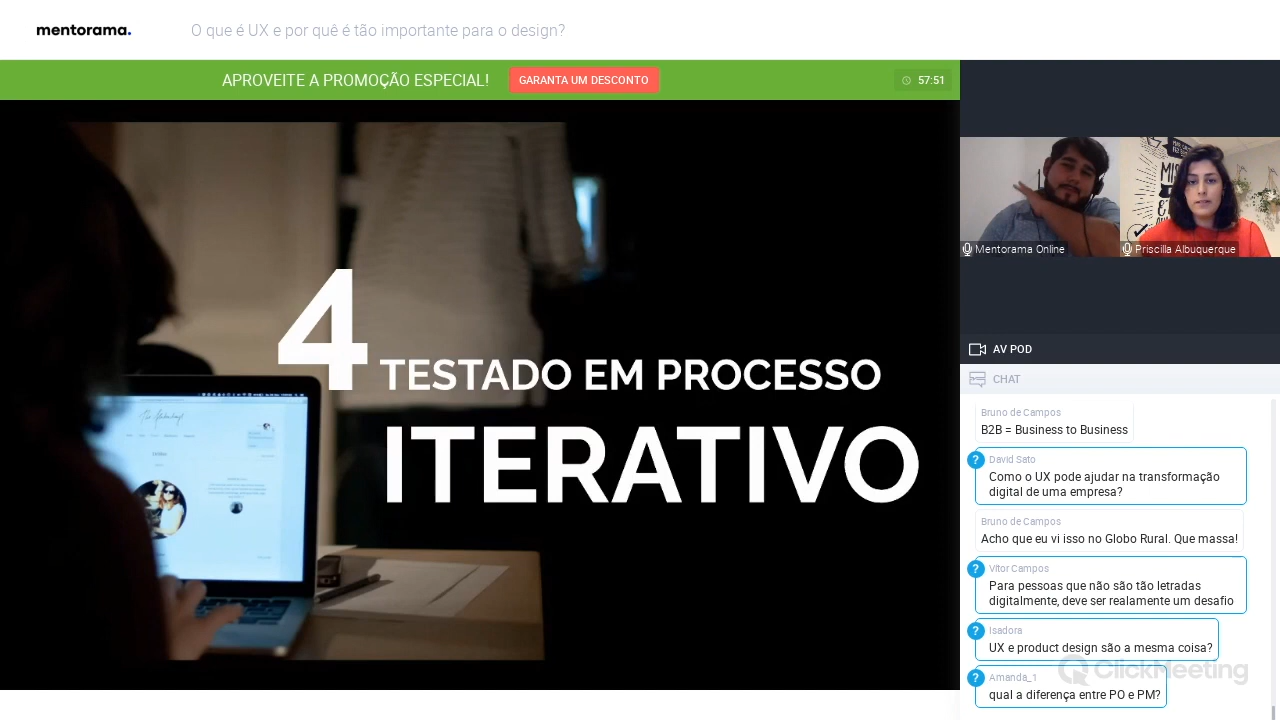 mentorama.
O que é UX e por quê é tão importante para o design?
APROVEITE A PROMOÇÃO ESPECIAL!
GARANTA UM DESCONTO
57:51
4 TESTADO EM PROCESSO
ITERATIVO
Mentorama Online
Priscilla Albuquerque
AV POD
CHAT
Bruno de Campos
B2B = Business to Business
?
David Sato
Como o UX pode ajudar na transformação
digital de uma empresa?
Bruno de Campos
Acho que eu vi isso no Globo Rural. Que massa!
?
Vítor Campos
Para pessoas que não são tão letradas
digitalmente, deve ser realamente um desafio
?
Isadora
UX e product design são a mesma coisa?
ClickMeeting
?
Amanda_1
qual a diferença entre PO e PM?